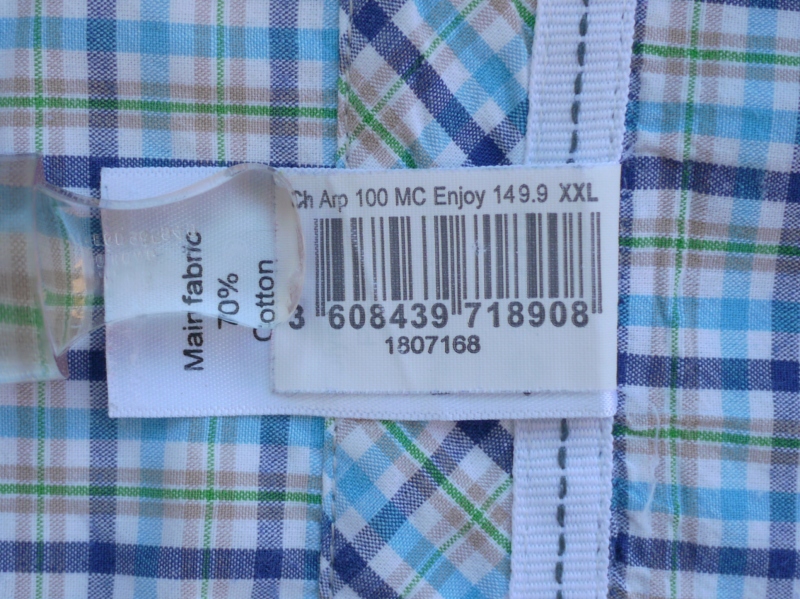 Ch Arp 100 MC Enjoy 149.9 XXL
3 608439 718908
1807168
Main fabric
70%
Cotton